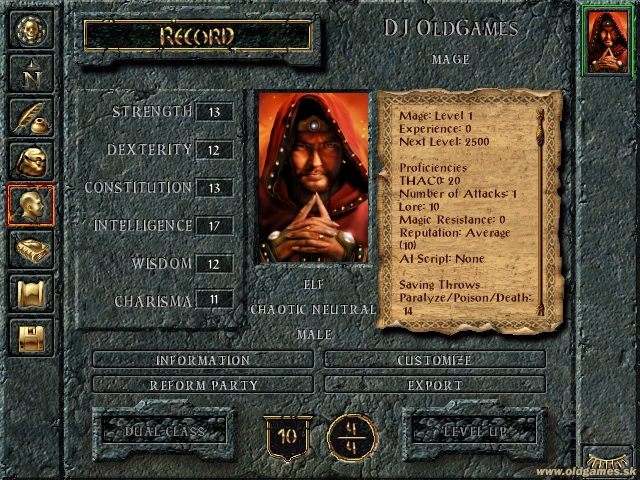 RECORD
DJ OLDGAMES
MAGE
STRENGTH 13
DEXTERITY 12
CONSTITUTION 13
INTELLIGENCE 17
WISDOM 12
CHARISMA 11
ELF
CHAOTIC NEUTRAL
MALE
Mage: Level 1
Experience: 0
Next Level: 2500
Proficiencies
THAC0: 20
Number of Attacks: 1
Lore: 10
Magic Resistance: 0
Reputation: Average
(10)
AI Script: None
Saving Throws
Paralyze/Poison/Death:
14
INFORMATION
CUSTOMIZE
REFORM PARTY
EXPORT
DUAL-CLASS
10
4
4
LEVEL UP
N
www.oldgames.sk